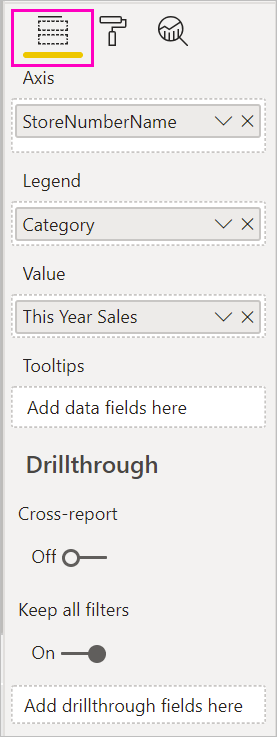 Axis
StoreNumberName
Legend
Category
Value
This Year Sales
Tooltips
Add data fields here
Drillthrough
Cross-report
Off
Keep all filters
On
Add drillthrough fields here